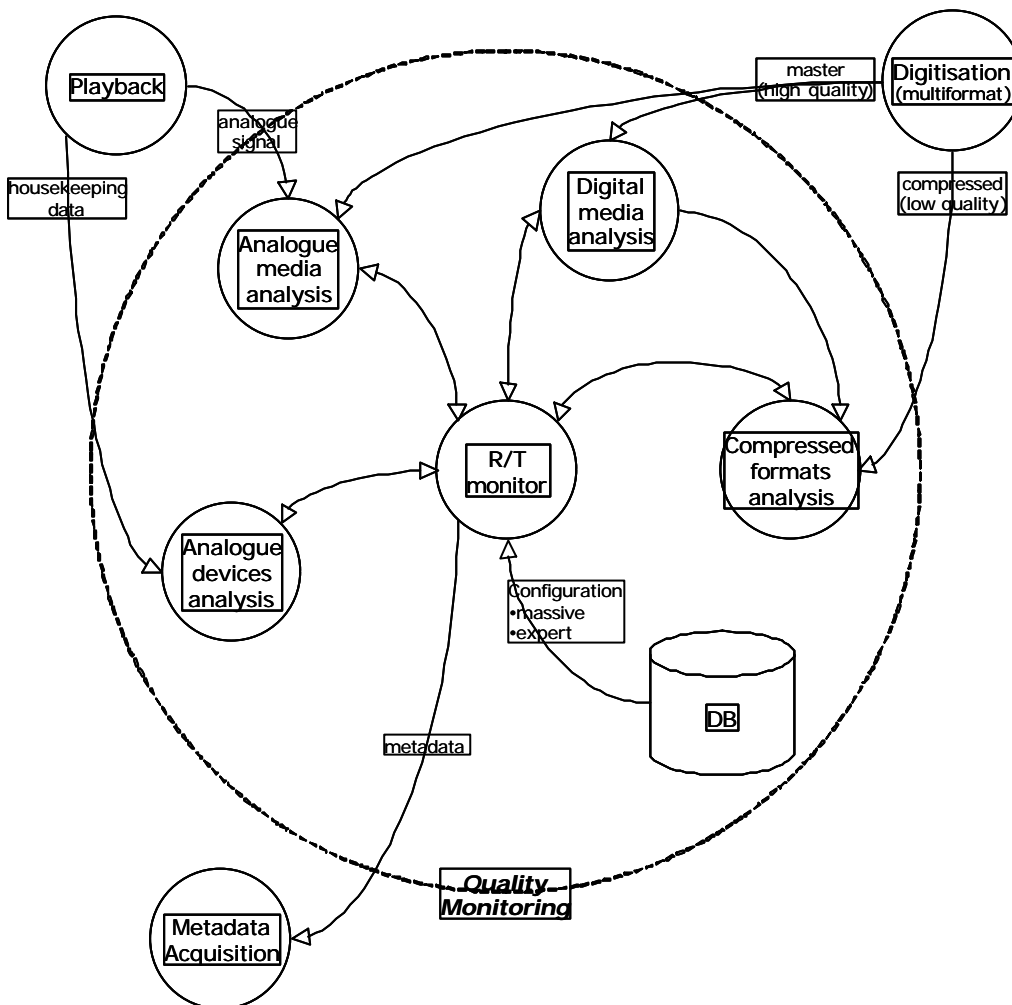 Playback
analogue
signal
housekeeping
data
master
(high quality)
Digitisation
(multiformat)
compressed
(low quality)
Digital
media
analysis
Analogue
media
analysis
R/T
monitor
Compressed
formats
analysis
Analogue
devices
analysis
Configuration
•massive
•expert
DB
metadata
Quality
Monitoring
Metadata
Acquisition